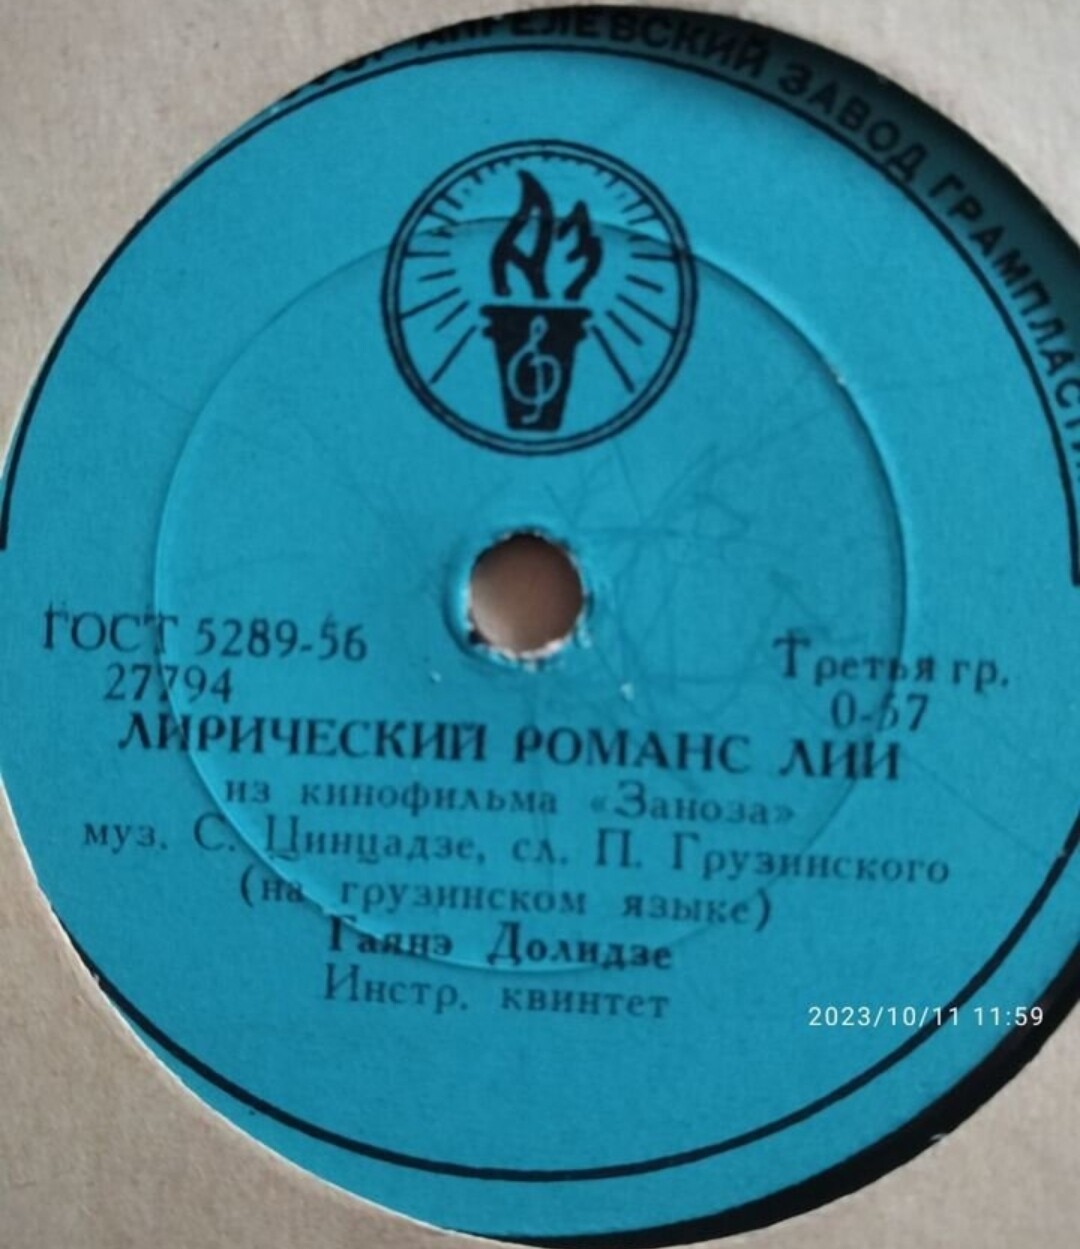 АПРЕЛЕВСКИЙ ЗАВОД
АЗ
ГОСТ 5289-56
Третья гр.
27794
0-57
ЛИРИЧЕСКИЙ РОМАНС ЛИИ
из кинофильма «Заноза»
муз. С. Цинцадзе, сл. П. Грузинского
(на грузинском языке)
Гаянэ Долидзе
Инстр. квинтет
2023/10/11 11:59